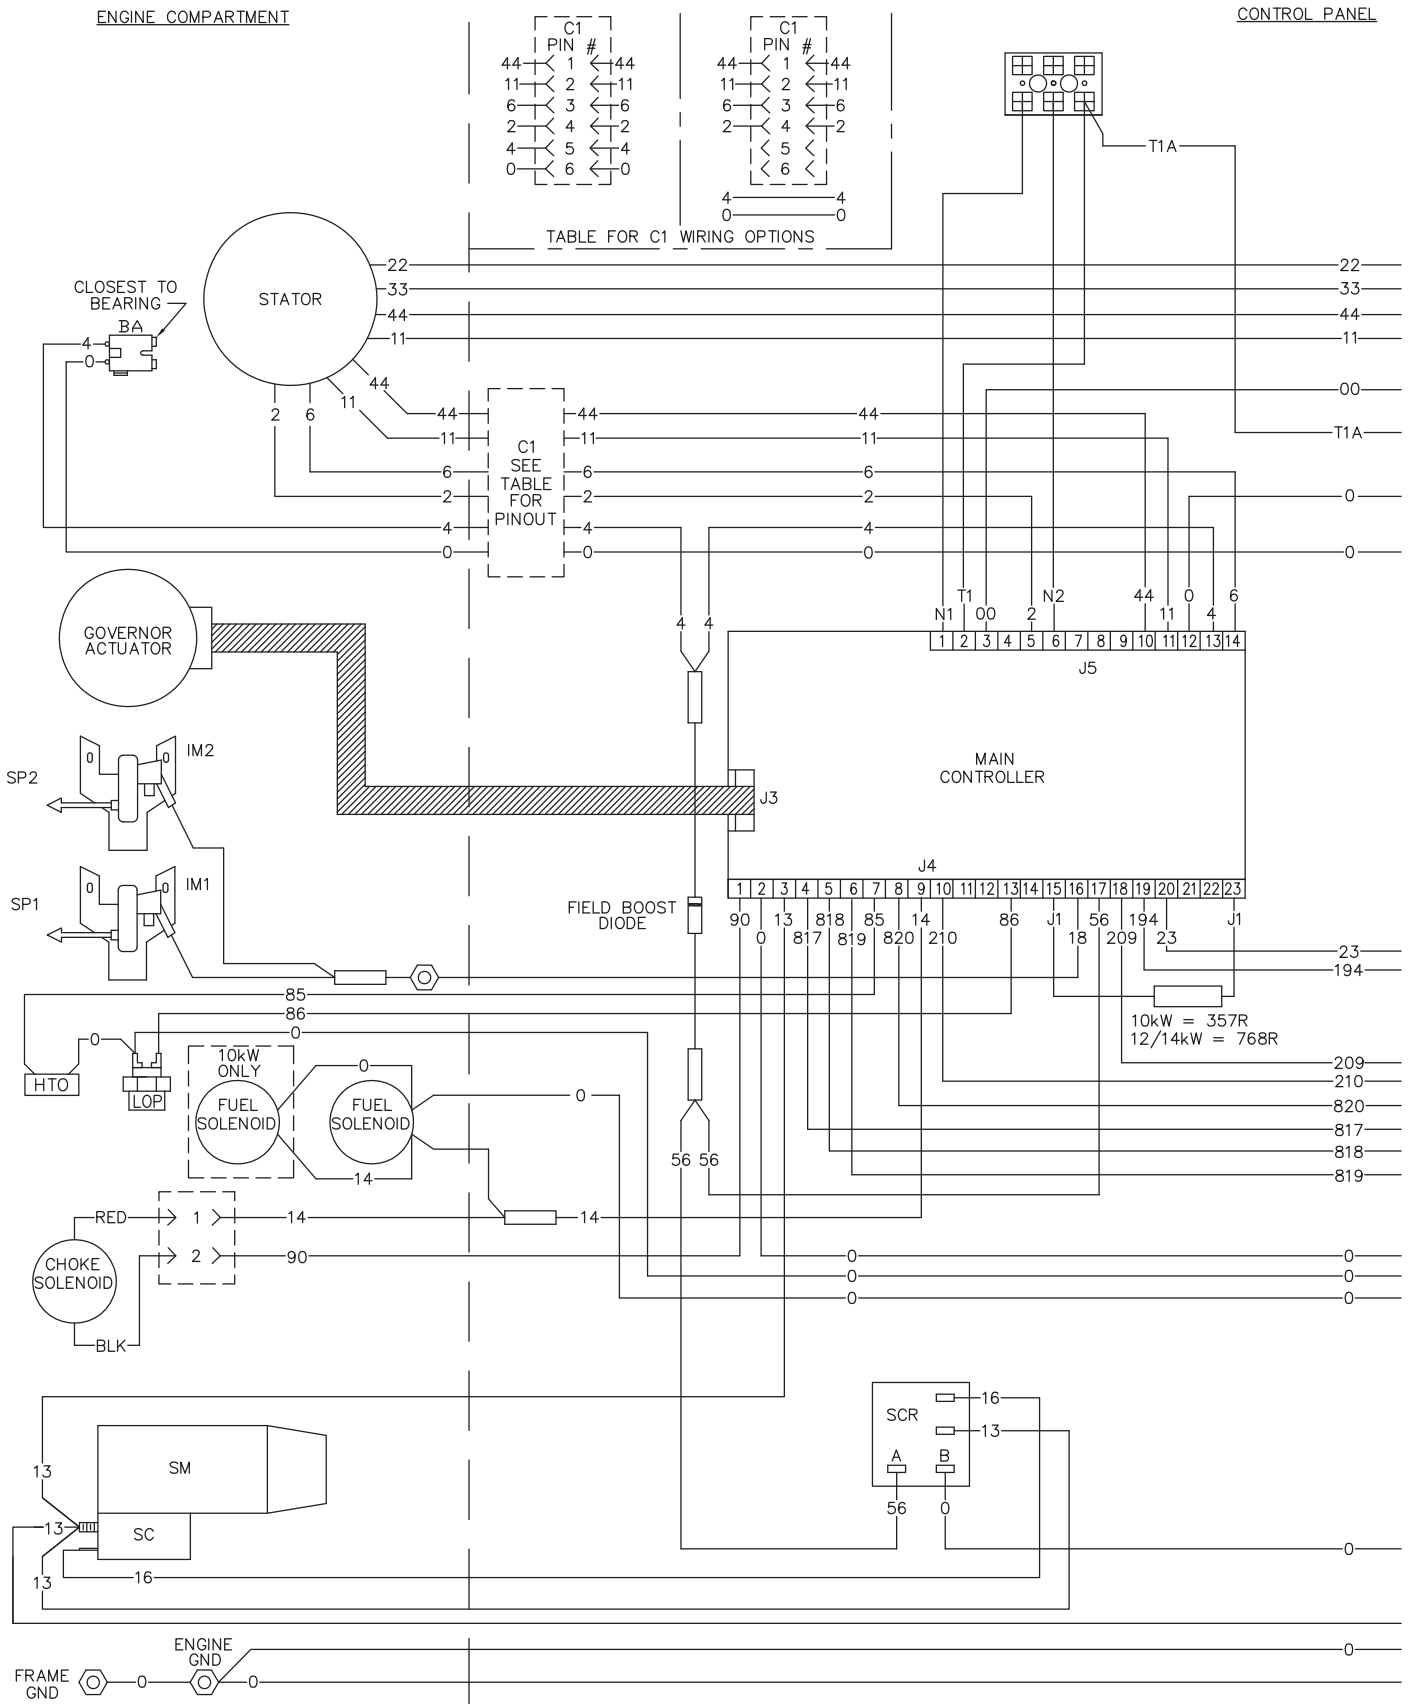 ENGINE COMPARTMENT
CONTROL PANEL
C1
PIN #
44 1 44
11 2 11
6 3 6
2 4 2
4 5 4
0 6 0
C1
PIN #
44 1 44
11 2 11
6 3 6
2 4 2
5
6
4 4
0 0
TABLE FOR C1 WIRING OPTIONS
T1A
STATOR
22 22
33 33
44 44
11 11
CLOSEST TO
BEARING
BA
4
0
44
11
2 6
00
T1A
44 44 44
11 11 11
6 6 6
2 2 2 0
4 4 4
0 0 0 0
C1
SEE
TABLE
FOR
PINOUT
GOVERNOR
ACTUATOR
4 4
N1 T1 00 2 N2 44 11 0 4 6
1 2 3 4 5 6 7 8 9 10 11 12 13 14
J5
MAIN
CONTROLLER
J3
J4
1 2 3 4 5 6 7 8 9 10 11 12 13 14 15 16 17 18 19 20 21 22 23
90 0 13 817 818 819 85 820 14 210 86 J1 18 56 209 194 23 J1
IM2
SP2
IM1
SP1
FIELD BOOST
DIODE
23
194
10kW = 357R
12/14kW = 768R
85
86
0
0
HTO
LOP
10kW
ONLY
FUEL
SOLENOID
FUEL
SOLENOID
0
0
14
56 56
209
210
820
817
818
819
RED 1 14 14
2 90
CHOKE
SOLENOID
BLK
0 0
0
0 0
SCR
16
13
A B
56 0
0
13
SM
13
SC
13
16
ENGINE
GND
0
FRAME
GND
0 0